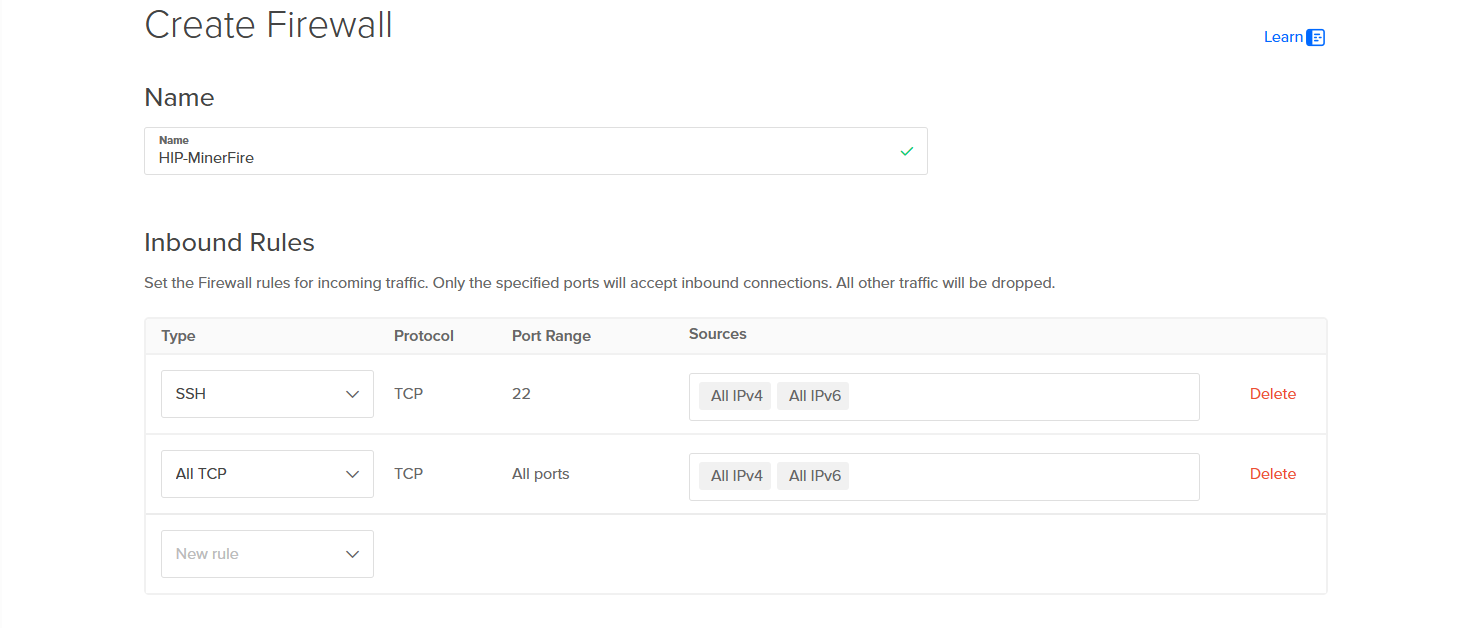 Create Firewall
Learn
Name
Name
HIP-MinerFire
Inbound Rules
Set the Firewall rules for incoming traffic. Only the specified ports will accept inbound connections. All other traffic will be dropped.
Type Protocol Port Range Sources
SSH TCP 22 All IPv4 All IPv6 Delete
All TCP TCP All ports All IPv4 All IPv6 Delete
New rule